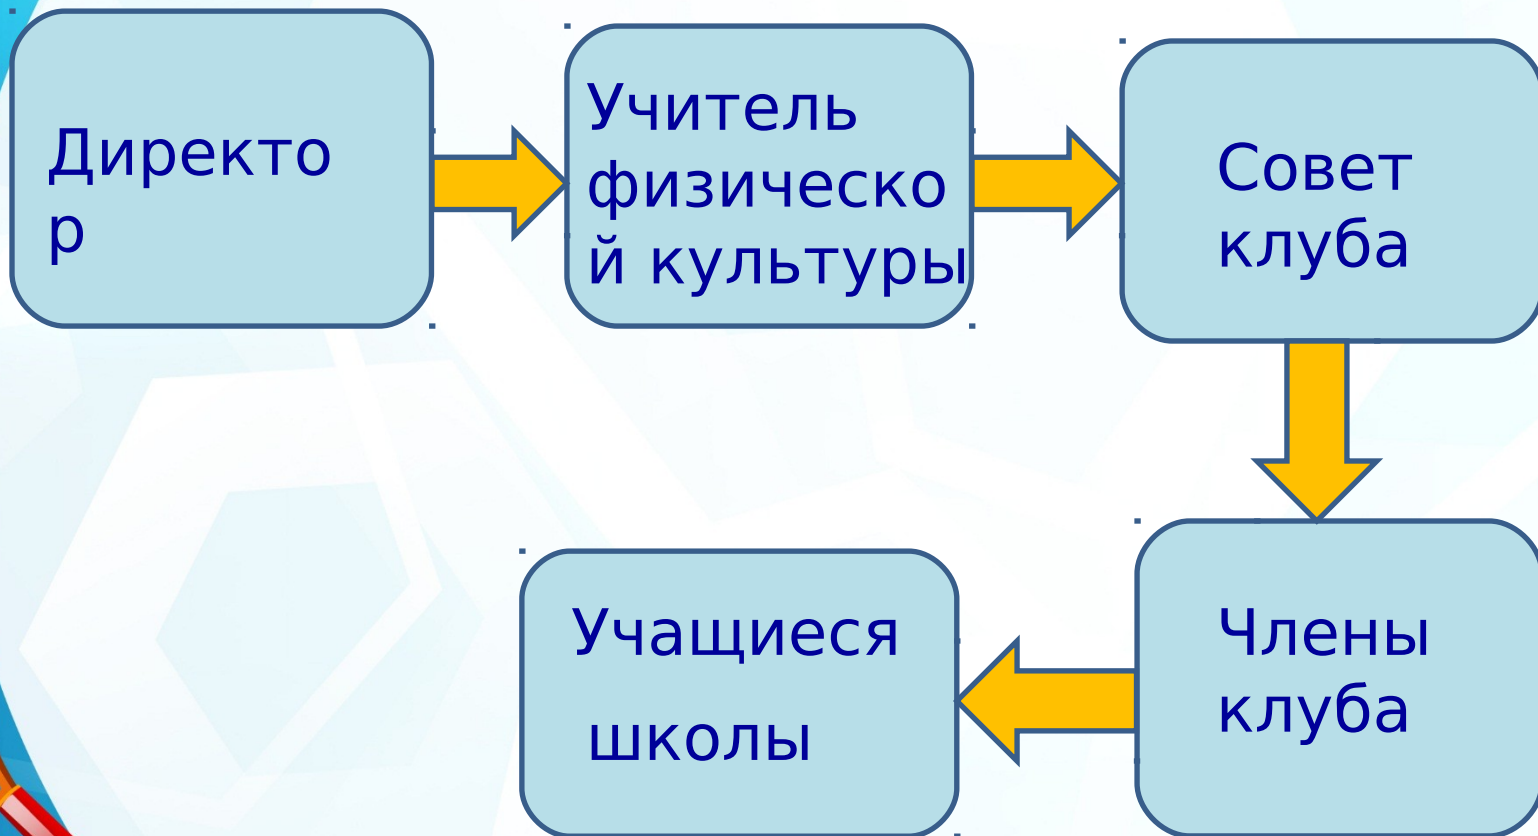 Директо
р
Учитель
физическо
й культуры
Совет
клуба
Члены
клуба
Учащиеся
школы